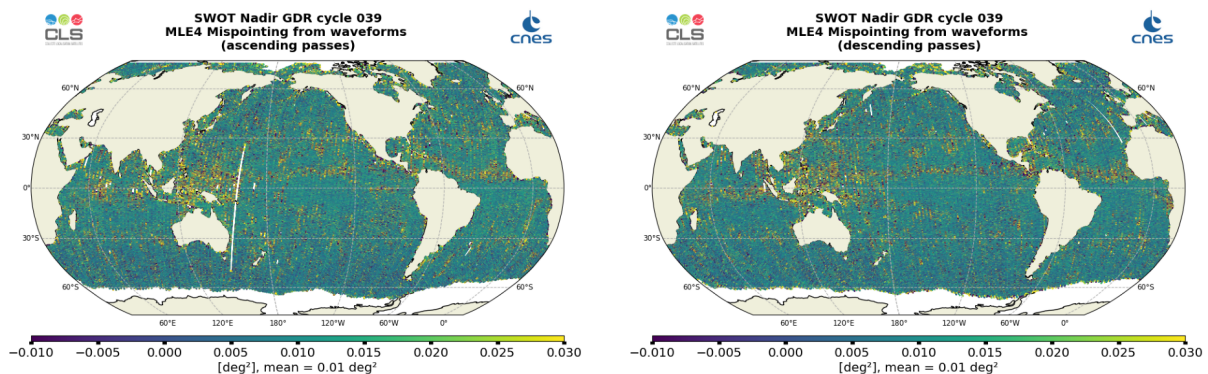 CLS
SWOT Nadir GDR cycle 039
MLE4 Mispointing from waveforms
(ascending passes)
cnes
60°N
60°N
30°N
30°N
0°
0°
30°S
30°S
60°S
60°S
60°E
120°E
180°
120°W
60°W
0°
−0.010
−0.005
0.000
0.005
0.010
0.015
0.020
0.025
0.030
[deg²], mean = 0.01 deg²
CLS
SWOT Nadir GDR cycle 039
MLE4 Mispointing from waveforms
(descending passes)
cnes
60°N
60°N
30°N
30°N
0°
0°
30°S
30°S
60°S
60°S
60°E
120°E
180°
120°W
60°W
0°
−0.010
−0.005
0.000
0.005
0.010
0.015
0.020
0.025
0.030
[deg²], mean = 0.01 deg²